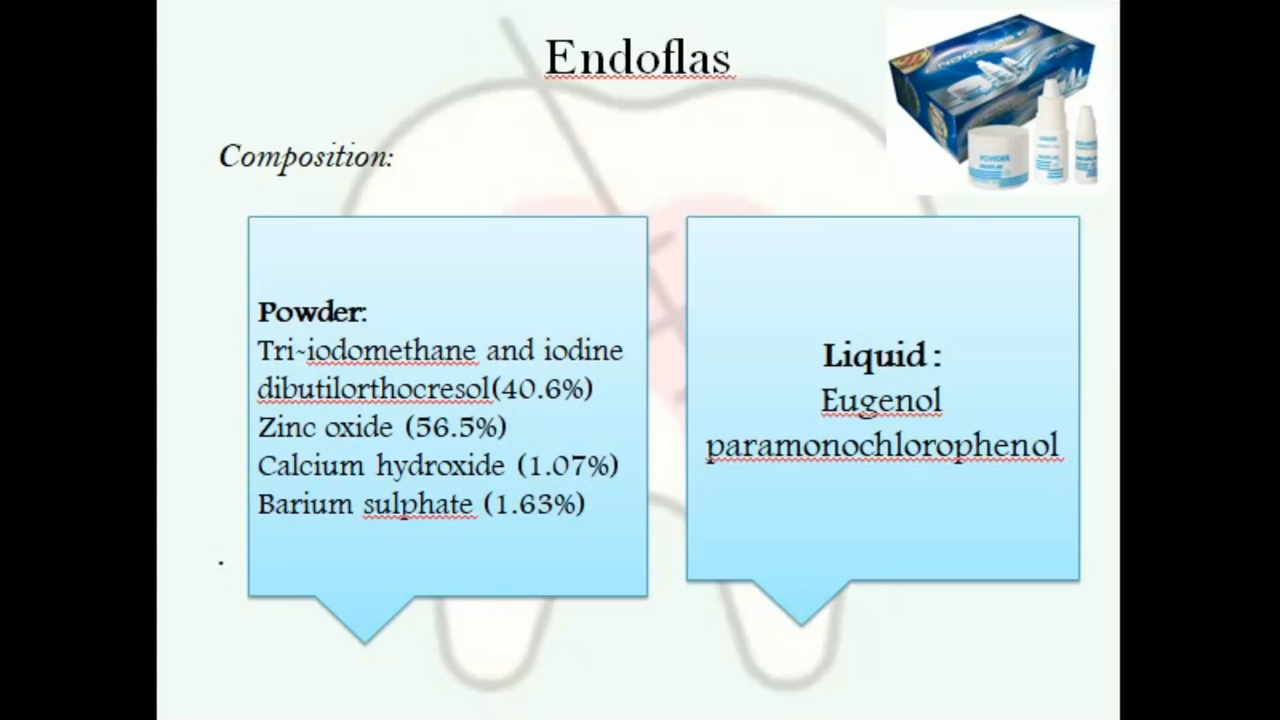 Endoflas
Composition:
Powder:
Tri-iodomethane and iodine
dibutilorthocresol(40.6%)
Zinc oxide (56.5%)
Calcium hydroxide (1.07%)
Barium sulphate (1.63%)
.
Liquid :
Eugenol
paramonochlorophenol
POWDER